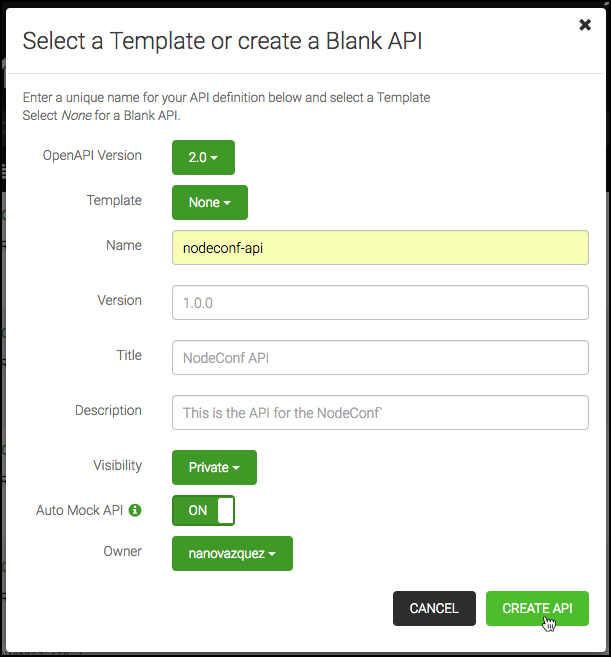 Select a Template or create a Blank API
Enter a unique name for your API definition below and select a Template
Select None for a Blank API.
OpenAPI Version 2.0
Template None
Name nodeconf-api
Version 1.0.0
Title NodeConf API
Description This is the API for the NodeConf`
Visibility Private
Auto Mock API ON
Owner nanovazquez
CANCEL CREATE API